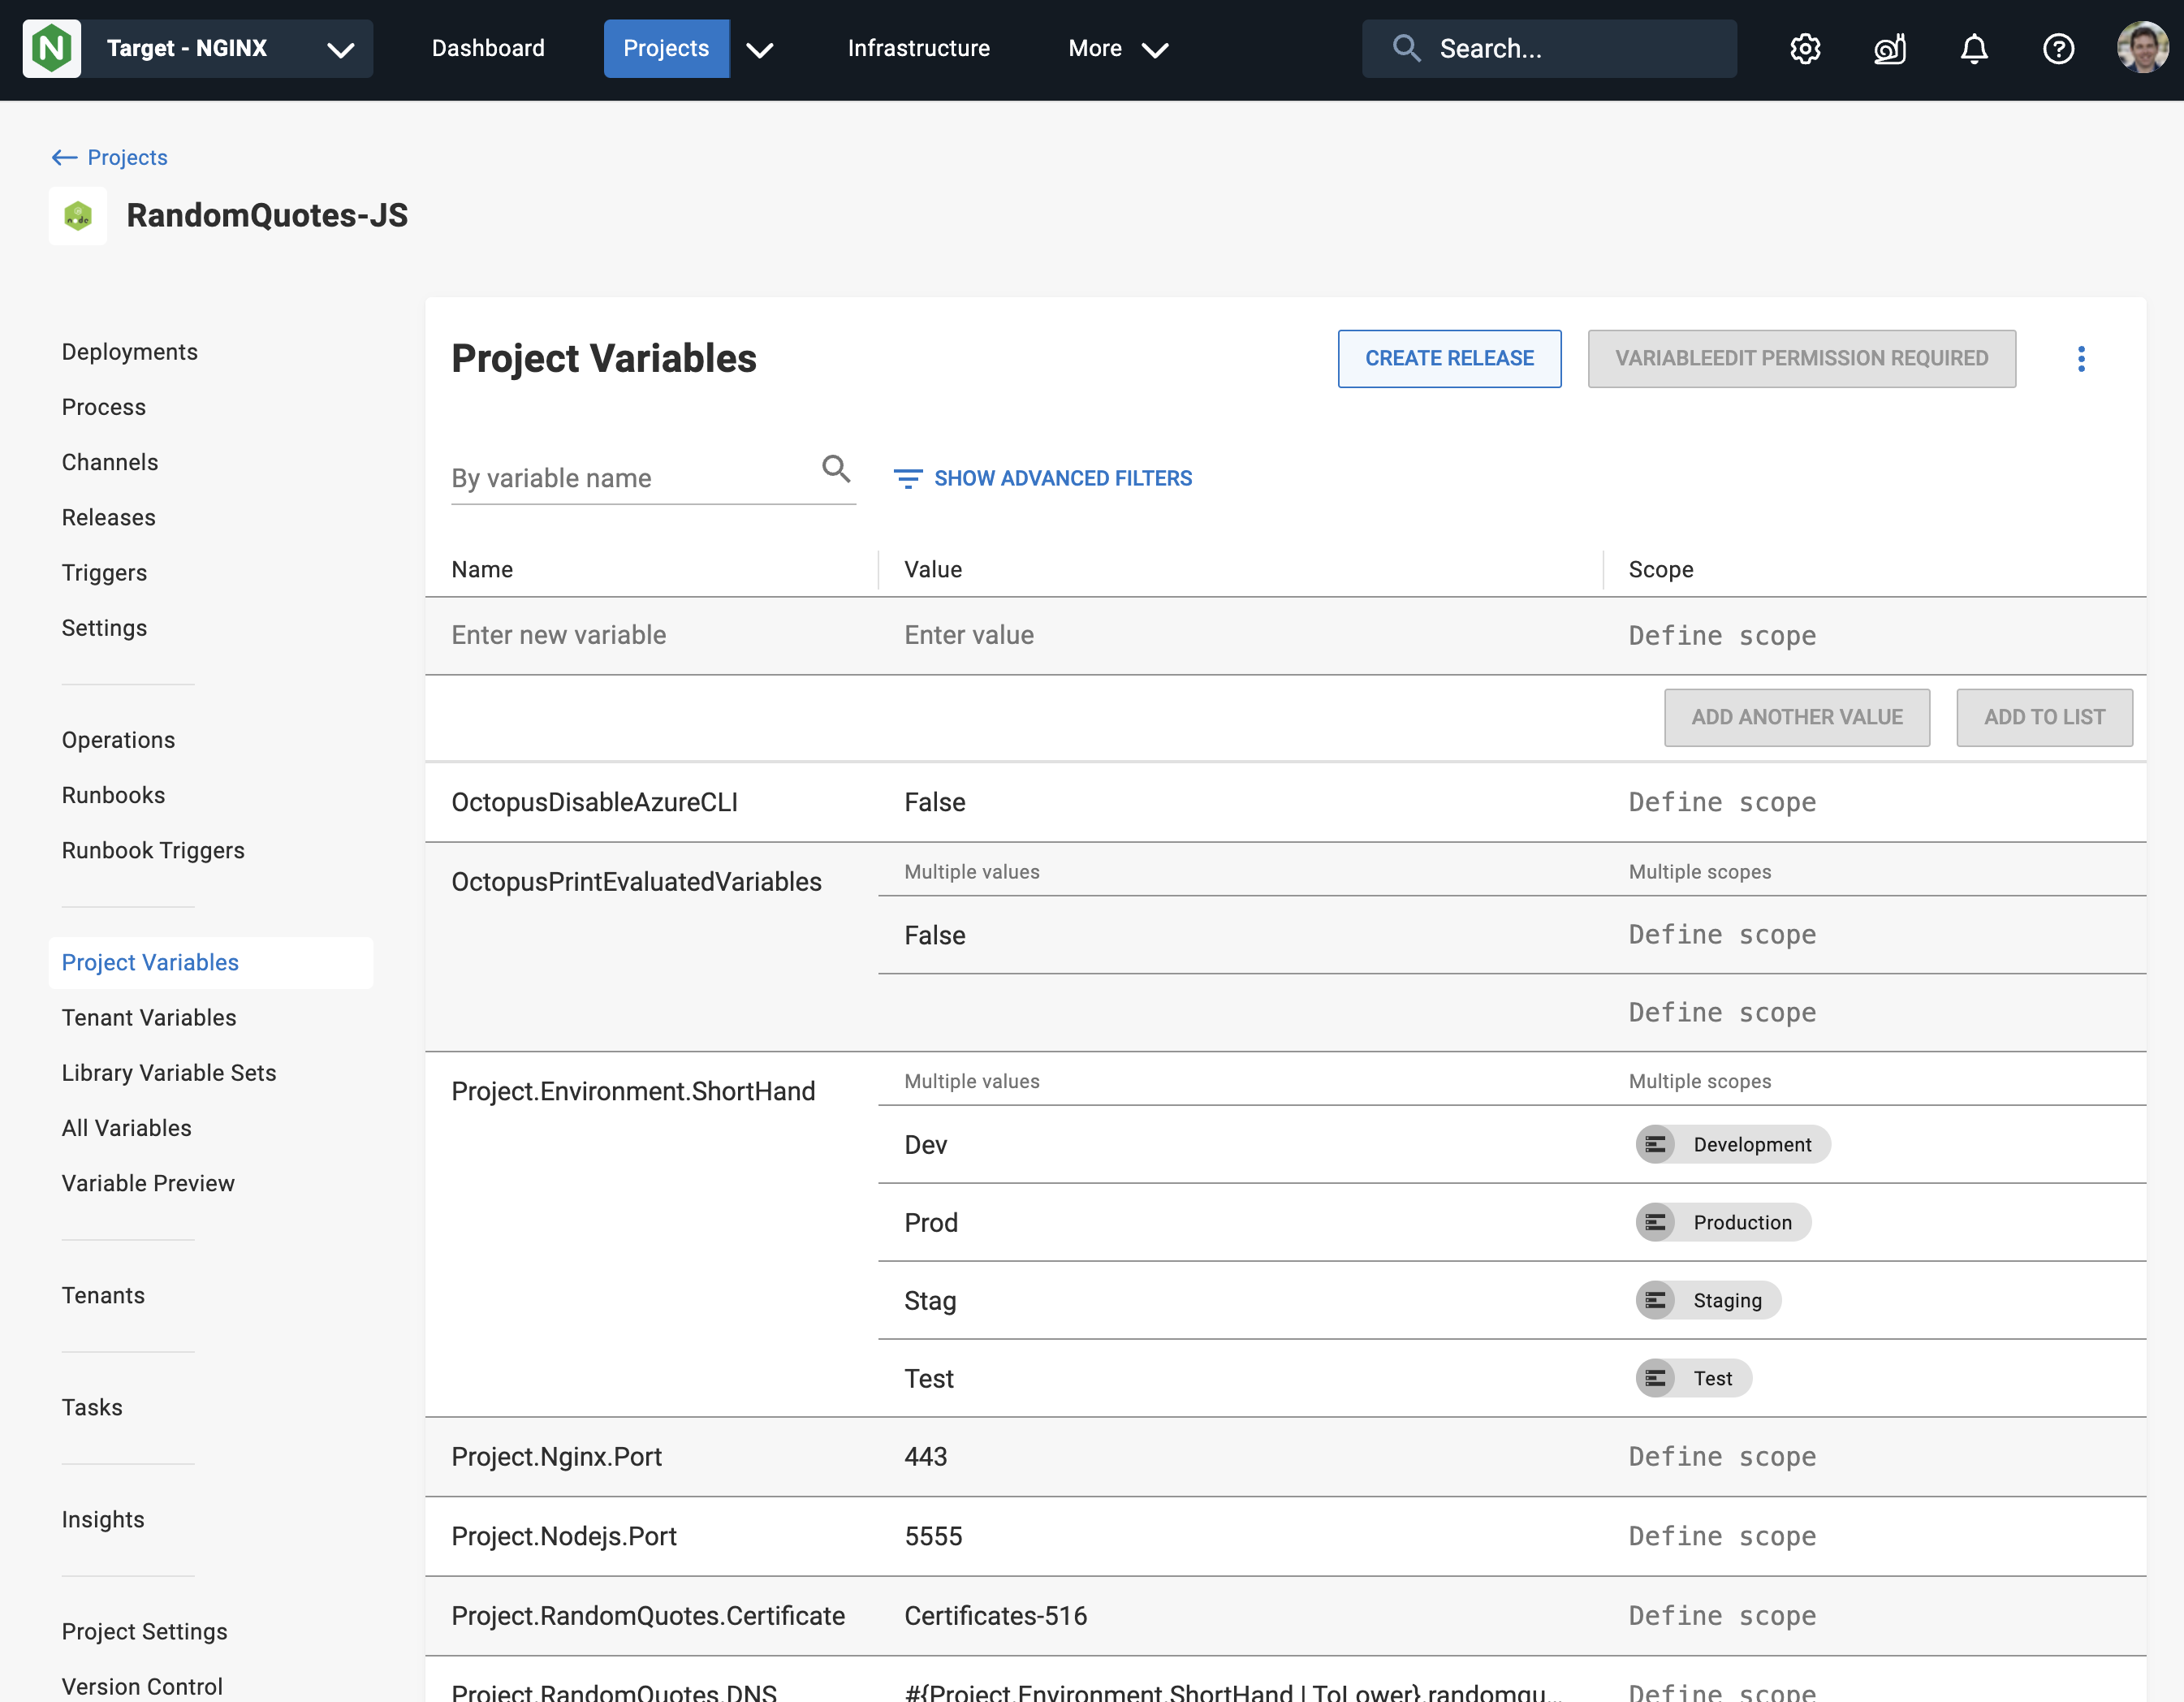 Target - NGINX
Dashboard
Projects
Infrastructure
More
Search...
Projects
RandomQuotes-JS
Deployments
Process
Channels
Releases
Triggers
Settings
Operations
Runbooks
Runbook Triggers
Project Variables
Tenant Variables
Library Variable Sets
All Variables
Variable Preview
Tenants
Tasks
Insights
Project Settings
Version Control
Project Variables
CREATE RELEASE
VARIABLEEDIT PERMISSION REQUIRED
By variable name
SHOW ADVANCED FILTERS
Name Value Scope
Enter new variable Enter value Define scope
ADD ANOTHER VALUE ADD TO LIST
OctopusDisableAzureCLI False Define scope
OctopusPrintEvaluatedVariables Multiple values Multiple scopes
False Define scope
Define scope
Project.Environment.ShortHand Multiple values Multiple scopes
Dev Development
Prod Production
Stag Staging
Test Test
Project.Nginx.Port 443 Define scope
Project.Nodejs.Port 5555 Define scope
Project.RandomQuotes.Certificate Certificates-516 Define scope
Project.RandomQuotes.DNS #{Project.Environment.ShortHand | ToLower}.randomqu... Define scope